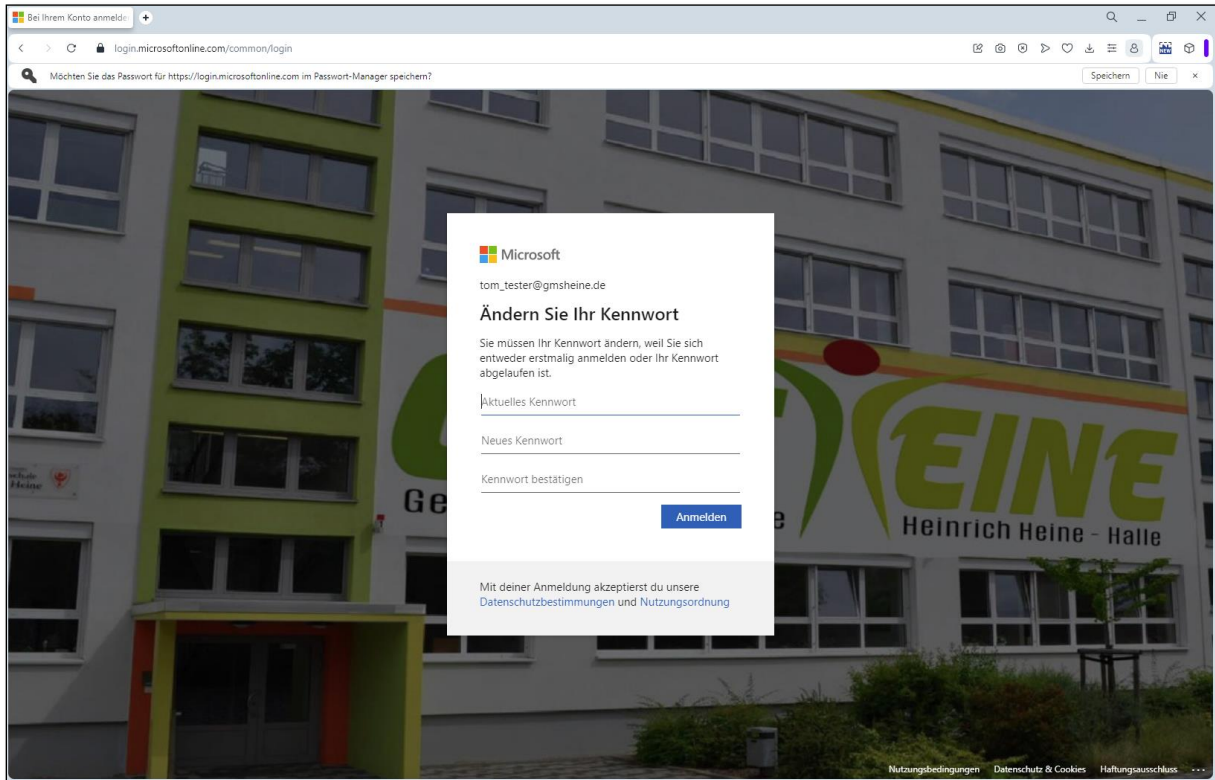 Bei Ihrem Konto anmelde
login.microsoftonline.com/common/login
NEW
Möchten Sie das Passwort für https://login.microsoftonline.com im Passwort-Manager speichern?
Speichern
Nie
Microsoft
tom_tester@gmsheine.de
Ändern Sie Ihr Kennwort
Sie müssen Ihr Kennwort ändern, weil Sie sich
entweder erstmalig anmelden oder Ihr Kennwort
abgelaufen ist.
Aktuelles Kennwort
Neues Kennwort
Kennwort bestätigen
Anmelden
Mit deiner Anmeldung akzeptierst du unsere
Datenschutzbestimmungen und Nutzungsordnung
EINE
Ge
Heinrich Heine - Halle
Heine
Nutzungsbedingungen Datenschutz & Cookies Haftungsausschluss